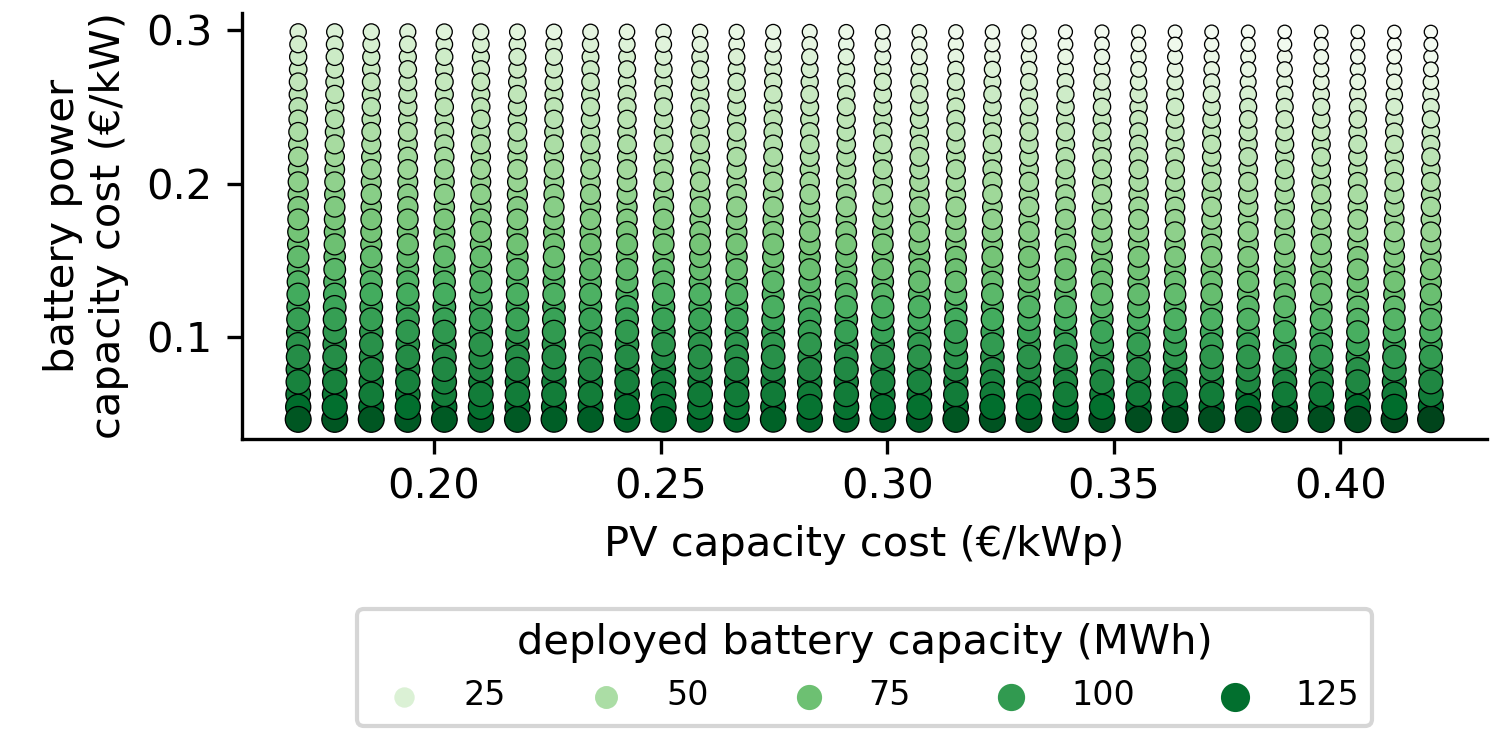 battery power
capacity cost (€/kW)
0.3
0.2
0.1
0.20 0.25 0.30 0.35 0.40
PV capacity cost (€/kWp)
deployed battery capacity (MWh)
25 50 75 100 125